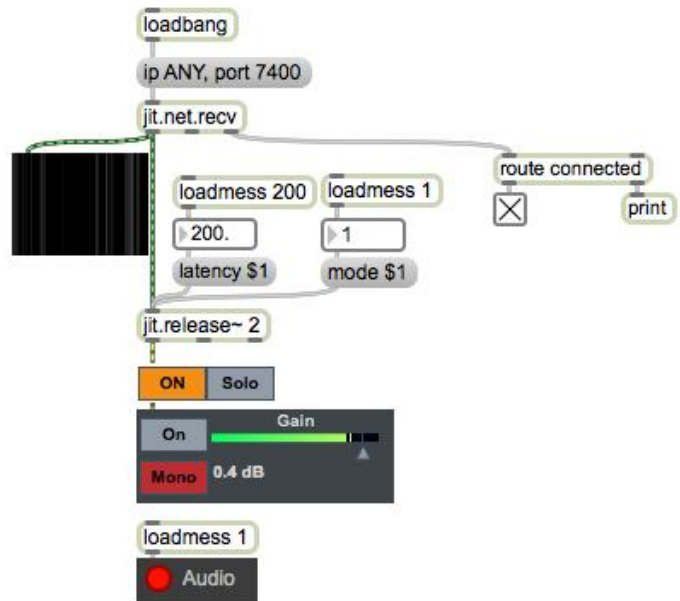 loadbang
ip ANY, port 7400
jit.net.recv
route connected
print
loadmess 200
loadmess 1
200.
1
latency $1
mode $1
jit.release~ 2
ON Solo
Gain
On
Mono 0.4 dB
loadmess 1
Audio